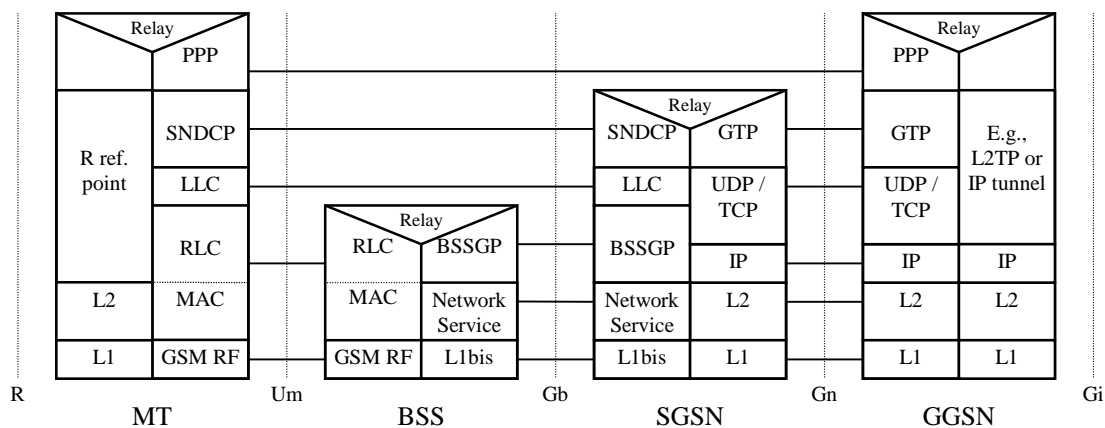 Relay
PPP
R ref.
point
SNDCP
LLC
RLC
L2
MAC
L1
GSM RF
Relay
RLC
BSSGP
MAC
Network
Service
GSM RF
L1bis
Relay
SNDCP
GTP
LLC
UDP /
TCP
BSSGP
IP
Network
Service
L2
L1bis
L1
Relay
PPP
GTP
E.g.,
L2TP or
IP tunnel
UDP /
TCP
IP
IP
L2
L2
L1
L1
R
Um
Gb
Gn
Gi
MT
BSS
SGSN
GGSN